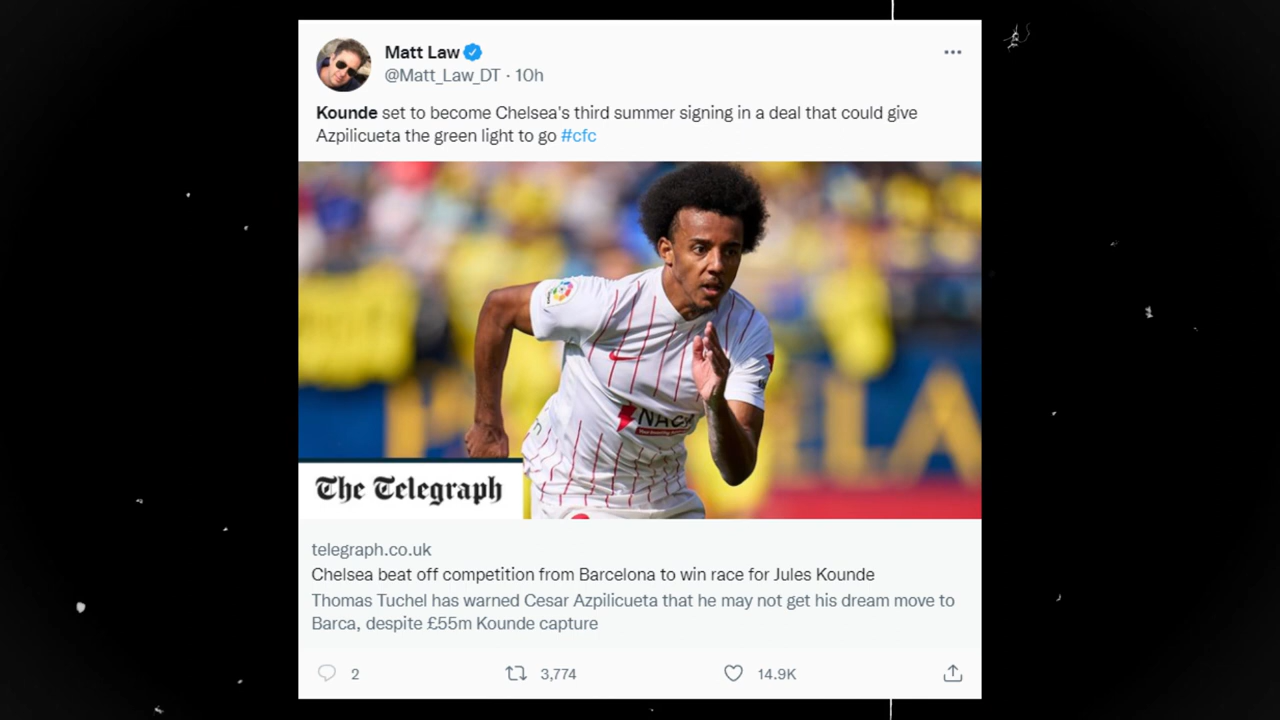 Matt Law
@Matt_Law_DT · 10h
Kounde set to become Chelsea's third summer signing in a deal that could give
Azpilicueta the green light to go #cfc
The Telegraph
telegraph.co.uk
Chelsea beat off competition from Barcelona to win race for Jules Kounde
Thomas Tuchel has warned Cesar Azpilicueta that he may not get his dream move to
Barca, despite £55m Kounde capture
2 3,774 14.9K